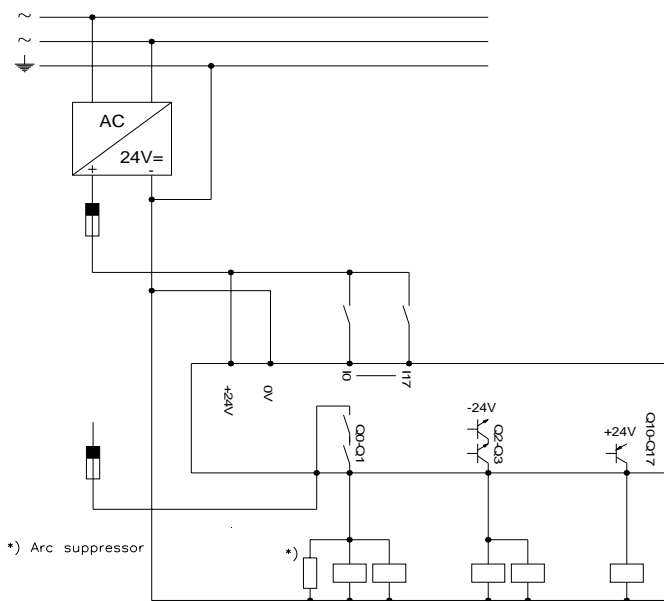 ~
~
AC
24V=
+ -
+24V
0V
I0
I17
Q0-Q1
-24V
Q2-Q3
+24V
Q10-Q17
*) Arc suppressor
*)